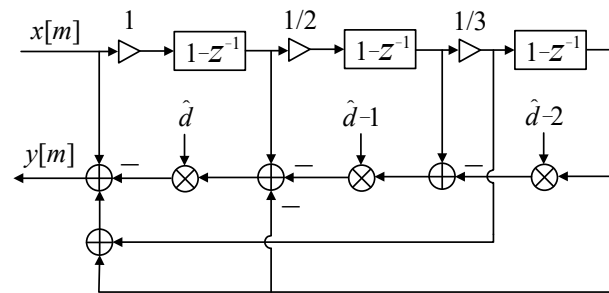 x[m]
1
1–z⁻¹
1/2
1–z⁻¹
1/3
1–z⁻¹
d̂
d̂–1
d̂–2
y[m]
–
–
–
–